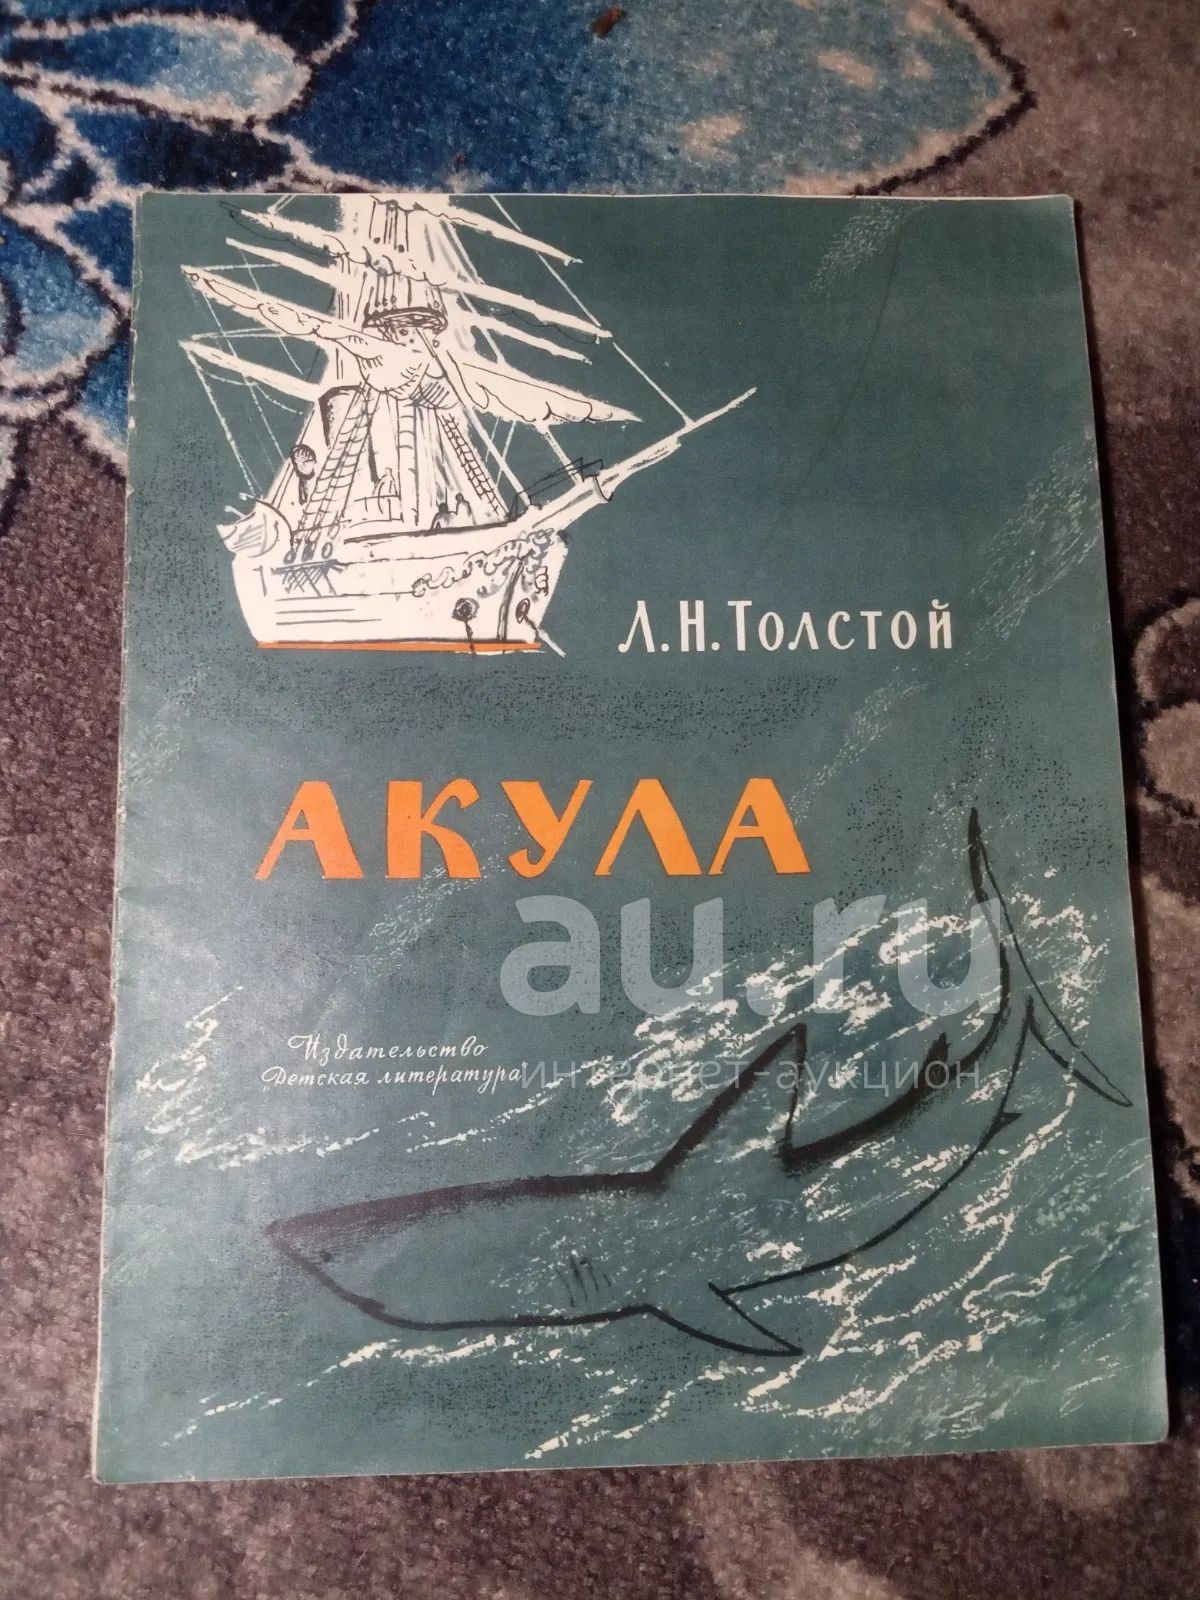 Л.Н.Толстой
АКУЛА
au.ru
интернет-аукцион
Издательство
Детская литература